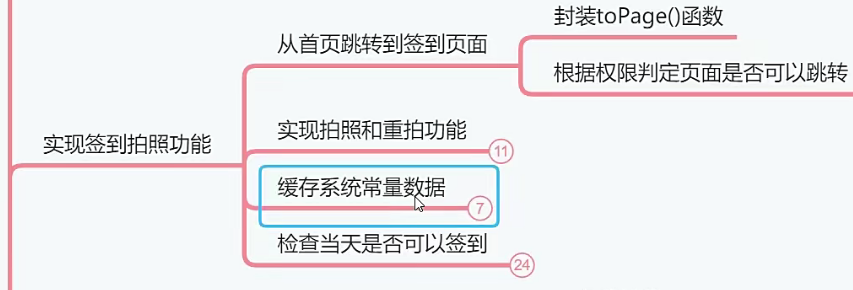 封装toPage()函数
从首页跳转到签到页面
根据权限判定页面是否可以跳转
实现签到拍照功能
实现拍照和重拍功能
11
缓存系统常量数据
7
检查当天是否可以签到
24